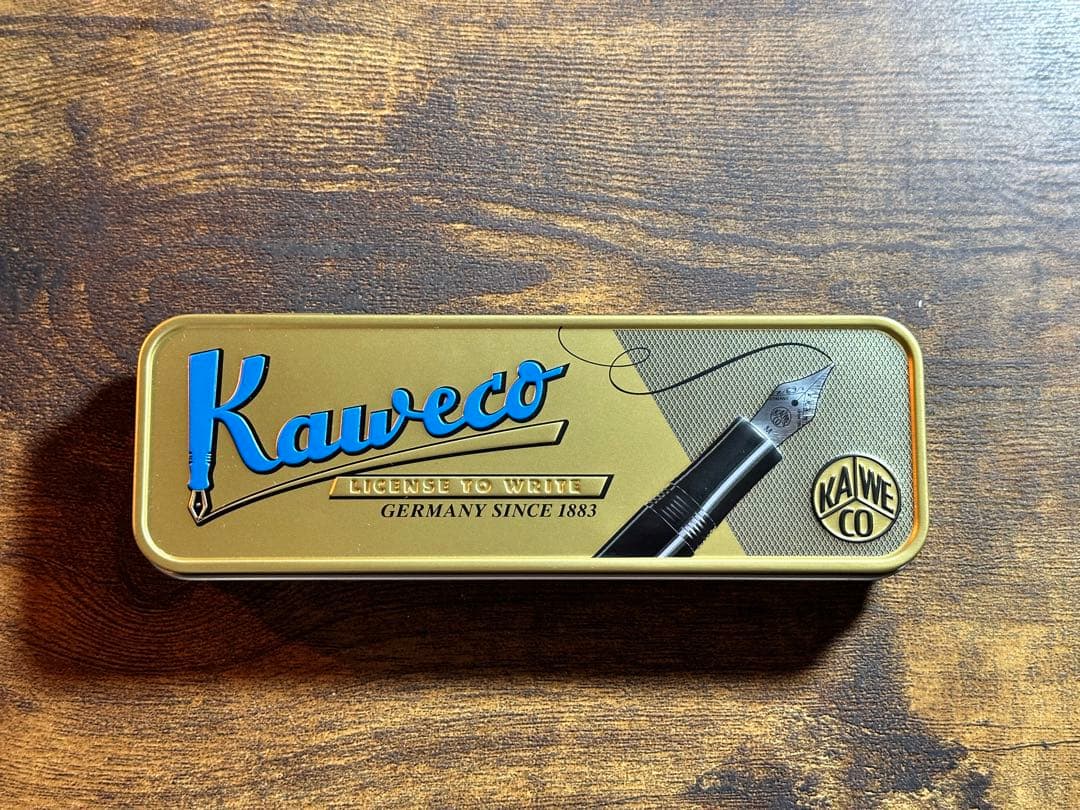 Kaweco
LICENSE TO WRITE
GERMANY SINCE 1883
KA WE
CO